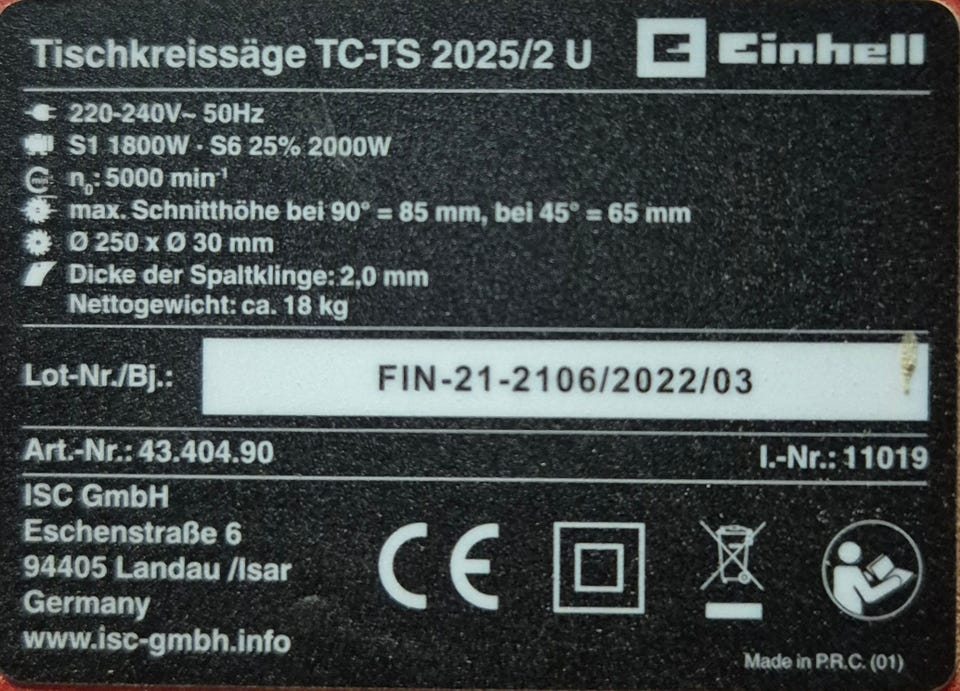 Tischkreissäge TC-TS 2025/2 U
Einhell
220-240V~ 50Hz
S1 1800W · S6 25% 2000W
min
n₀: 5000 min⁻¹
max. Schnitthöhe bei 90° = 85 mm, bei 45° = 65 mm
Ø 250 x Ø 30 mm
Dicke der Spaltklinge: 2,0 mm
Nettogewicht: ca. 18 kg
Lot-Nr./Bj.: FIN-21-2106/2022/03
Art.-Nr.: 43.404.90
I.-Nr.: 11019
ISC GmbH
Eschenstraße 6
94405 Landau /Isar
Germany
www.isc-gmbh.info
CE
Made in P.R.C. (01)